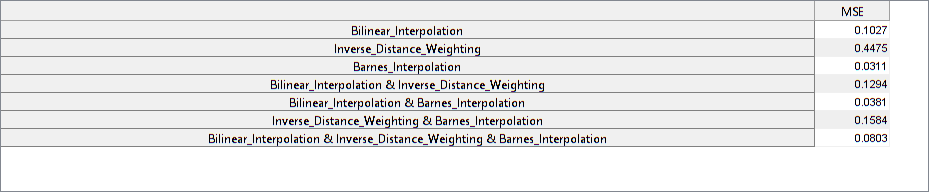 MSE
Bilinear_Interpolation 0.1027
Inverse_Distance_Weighting 0.4475
Barnes_Interpolation 0.0311
Bilinear_Interpolation & Inverse_Distance_Weighting 0.1294
Bilinear_Interpolation & Barnes_Interpolation 0.0381
Inverse_Distance_Weighting & Barnes_Interpolation 0.1584
Bilinear_Interpolation & Inverse_Distance_Weighting & Barnes_Interpolation 0.0803